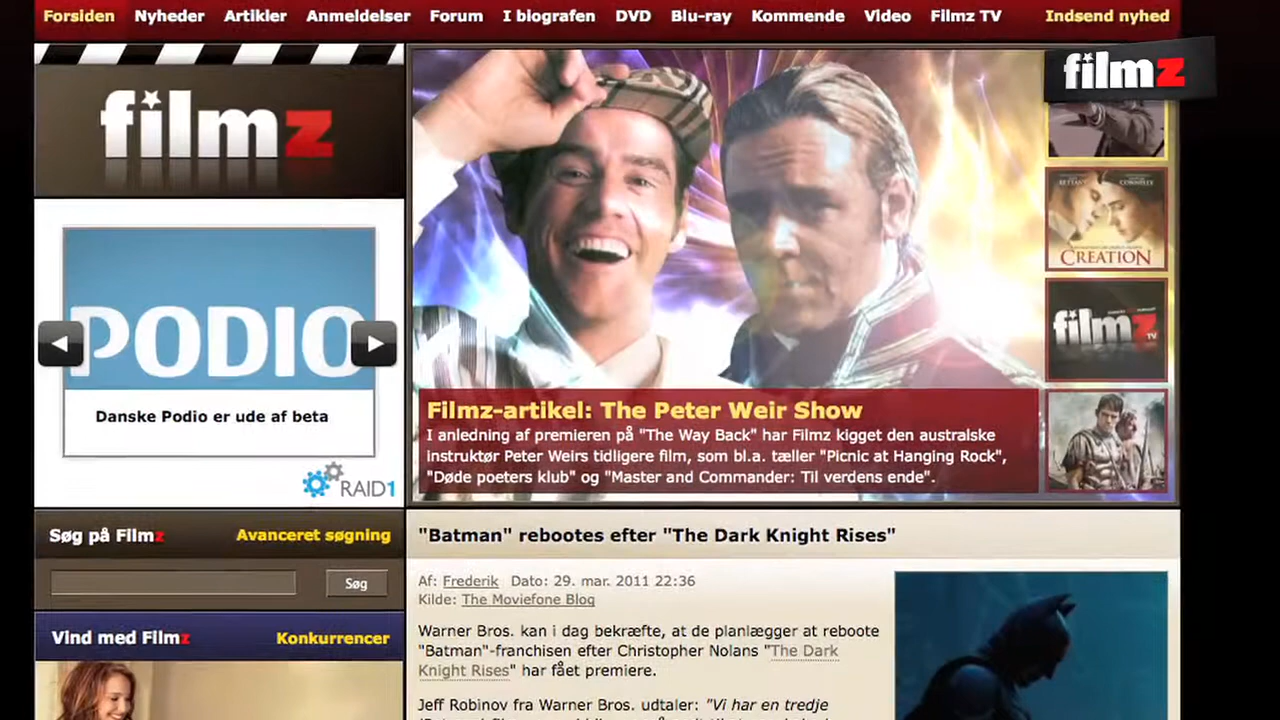 Forsiden Nyheder Artikler Anmeldelser Forum I biografen DVD Blu-ray Kommende Video Filmz TV Indsend nyhed
filmz
filmz
CREATION
PODIO
filmz
TV
Danske Podio er ude af beta
RAID1
Filmz-artikel: The Peter Weir Show
I anledning af premieren på "The Way Back" har Filmz kigget den australske
instruktør Peter Weirs tidligere film, som bl.a. tæller "Picnic at Hanging Rock",
"Døde poeters klub" og "Master and Commander: Til verdens ende".
Søg på Filmz Avanceret søgning
Søg
Vind med Filmz Konkurrencer
"Batman" rebootes efter "The Dark Knight Rises"
Af: Frederik Dato: 29. mar. 2011 22:36
Kilde: The Moviefone Blog
Warner Bros. kan i dag bekræfte, at de planlægger at reboote
"Batman"-franchisen efter Christopher Nolans "The Dark
Knight Rises" har fået premiere.
Jeff Robinov fra Warner Bros. udtaler: "Vi har en tredje